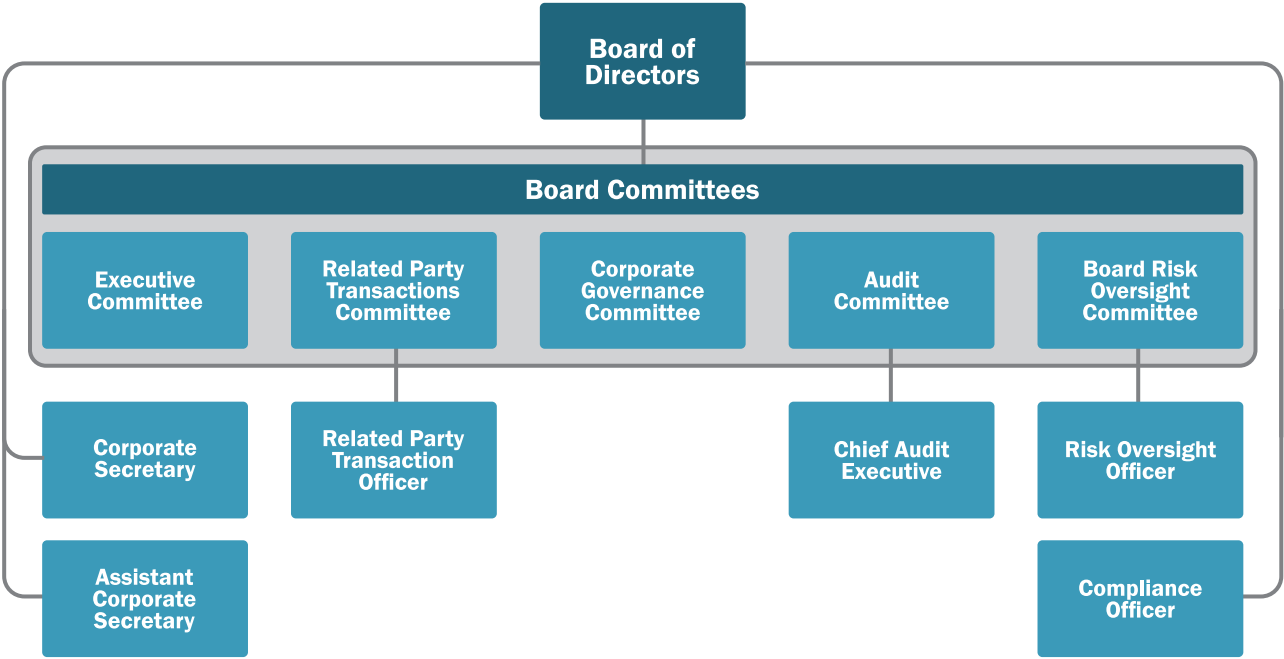 Board of
Directors
Board Committees
Executive
Committee
Related Party
Transactions
Committee
Corporate
Governance
Committee
Audit
Committee
Board Risk
Oversight
Committee
Corporate
Secretary
Related Party
Transaction
Officer
Chief Audit
Executive
Risk Oversight
Officer
Assistant
Corporate
Secretary
Compliance
Officer